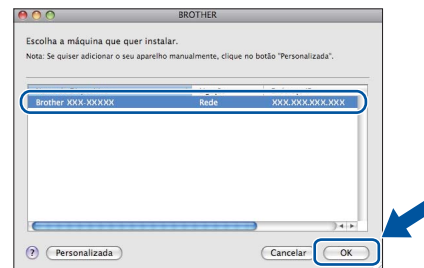 BROTHER
Escolha a máquina que quer instalar.
Nota: Se quiser adicionar o seu aparelho manualmente, clique no botão "Personalizada".
Brother XXX-XXXXX Rede XXX.XXX.XXX.XXX
? Personalizada Cancelar OK